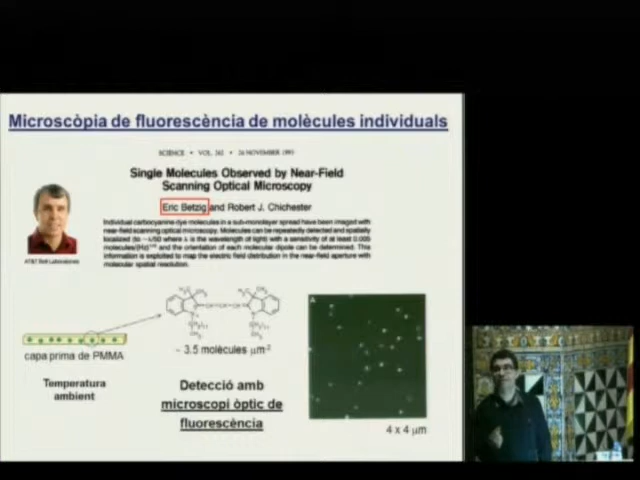 Microscòpia de fluorescència de molècules individuals
SCIENCE • VOL. 262 • 26 NOVEMBER 1993
Single Molecules Observed by Near-Field
Scanning Optical Microscopy
Eric Betzig and Robert J. Chichester
Individual carbocyanine dye molecules in a sub-monolayer spread have been imaged with
near-field scanning optical microscopy. Molecules can be repeatedly detected and spatially
localized (to ~λ/50 where λ is the wavelength of light) with a sensitivity of at least 0.005
molecules/(Hz)¹ᐟ² and the orientation of each molecular dipole can be determined. This
information is exploited to map the electric field distribution in the near-field aperture with
molecular spatial resolution.
AT&T Bell Laboratories
capa prima de PMMA
~ 3.5 molècules μm⁻²
A
Temperatura
ambient
Detecció amb
microscopi òptic de
fluorescència
4 x 4 μm